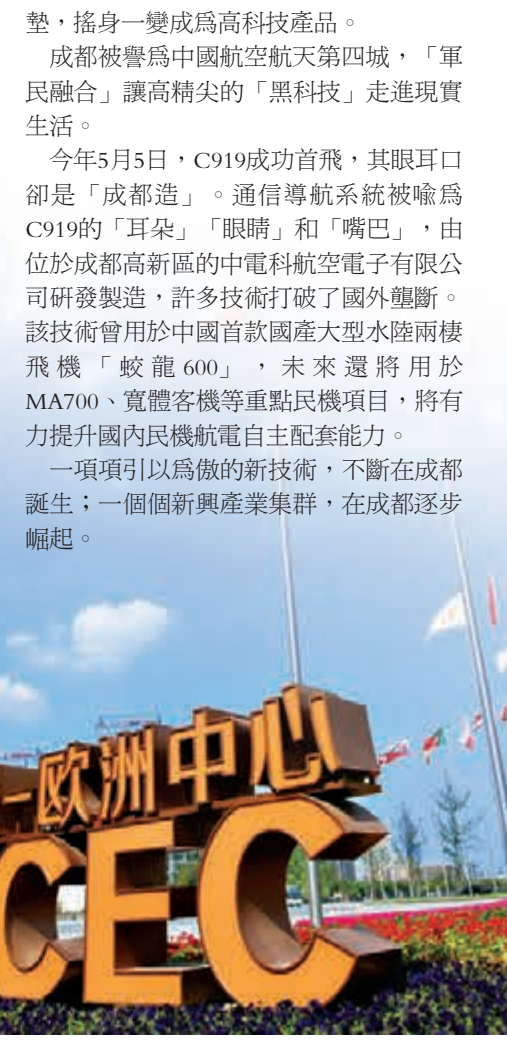 墊，搖身一變成爲高科技產品。
成都被譽爲中國航空航天第四城，「軍
民融合」讓高精尖的「黑科技」走進現實
生活。
今年5月5日，C919成功首飛，其眼耳口
卻是「成都造」。通信導航系統被喻爲
C919的「耳朵」「眼睛」和「嘴巴」，由
位於成都高新區的中電科航空電子有限公
司研發製造，許多技術打破了國外壟斷。
該技術曾用於中國首款國產大型水陸兩棲
飛機「蛟龍600」，未來還將用於
MA700、寬體客機等重點民機項目，將有
力提升國內民機航電自主配套能力。
一項項引以爲傲的新技術，不斷在成都
誕生；一個個新興產業集群，在成都逐步
崛起。
欧洲中心
CEC